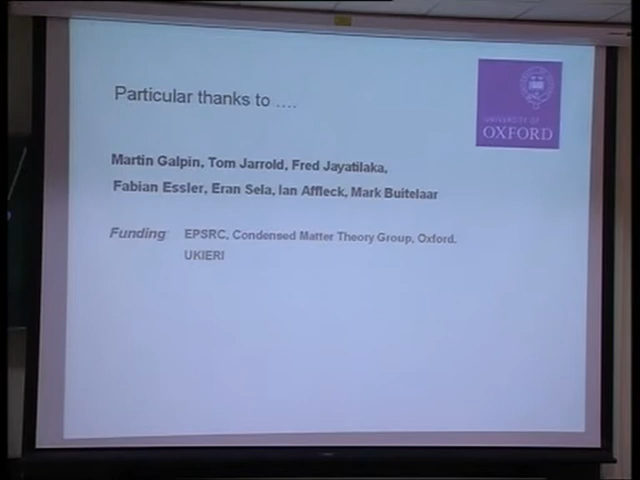 Particular thanks to ....
UNIVERSITY OF
OXFORD
Martin Galpin, Tom Jarrold, Fred Jayatilaka,
Fabian Essler, Eran Sela, Ian Affleck, Mark Buitelaar
Funding EPSRC, Condensed Matter Theory Group, Oxford.
UKIERI